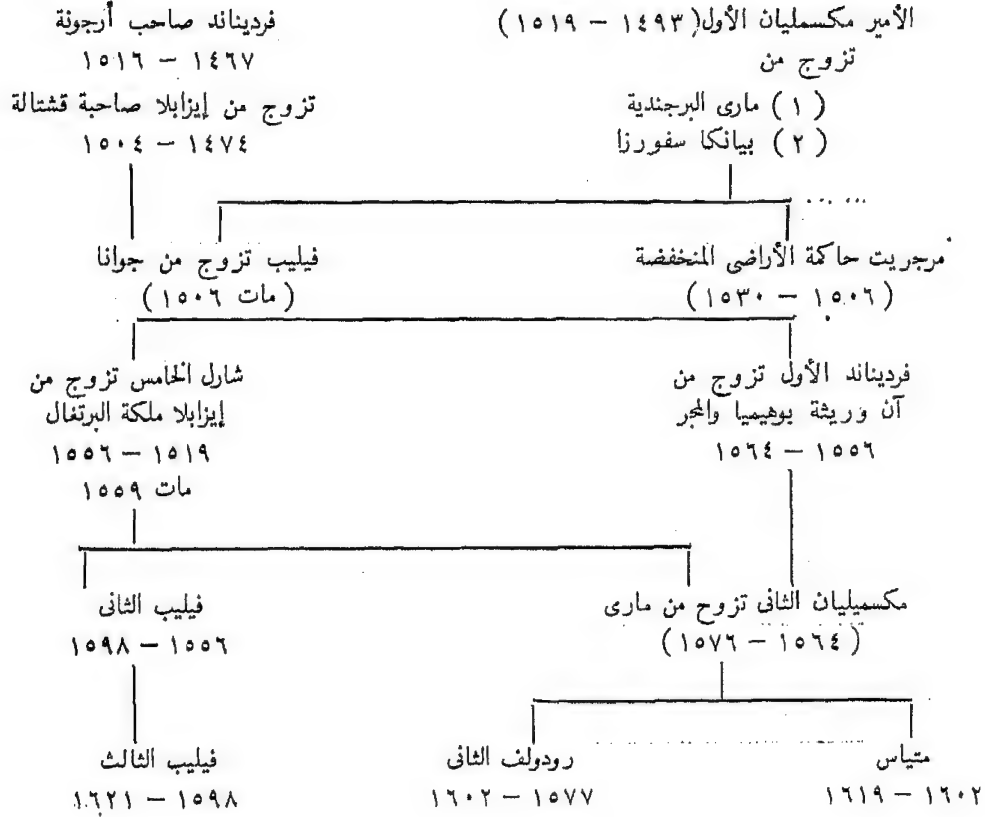 الأمير مكسمليان الأول (١٤٩٣ – ١٥١٩)
تزوج من
(١) مارى البرجندية
(٢) بيانكا سفورزا
فرديناند صاحب أرجونة
١٤٦٧ – ١٥١٦
تزوج من إيزابلا صاحبة قشتالة
١٤٧٤ – ١٥٠٤
... ...
مرجريت حاكمة الأراضى المنخفضة
(١٥٠٦ – ١٥٣٠)
فيليب تزوج من جوانا
(مات ١٥٠٦)
فرديناند الأول تزوج من
آن وريثة بوهيميا والمجر
١٥٥٦ – ١٥٦٤
شارل الخامس تزوج من
إيزابلا ملكة البرتغال
١٥١٩ – ١٥٥٦
مات ١٥٥٩
مكسميليان الثانى تزوح من مارى
(١٥٦٤ – ١٥٧٦)
فيليب الثانى
١٥٥٦ – ١٥٩٨
متياس
١٦٠٢ – ١٦١٩
رودولف الثانى
١٥٧٧ – ١٦٠٢
فيليب الثالث
١٥٩٨ – ١٦٢١